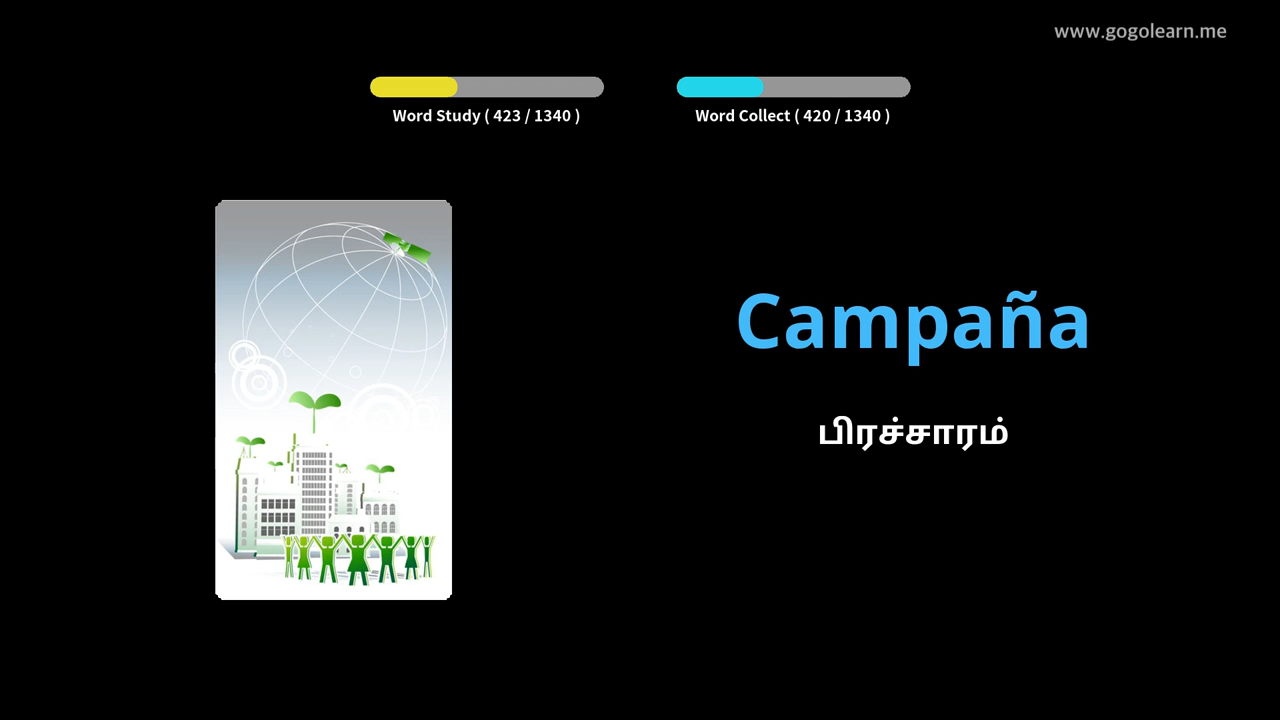 www.gogolearn.me
Word Study ( 423 / 1340 )
Word Collect ( 420 / 1340 )
Campaña
பிரச்சாரம்